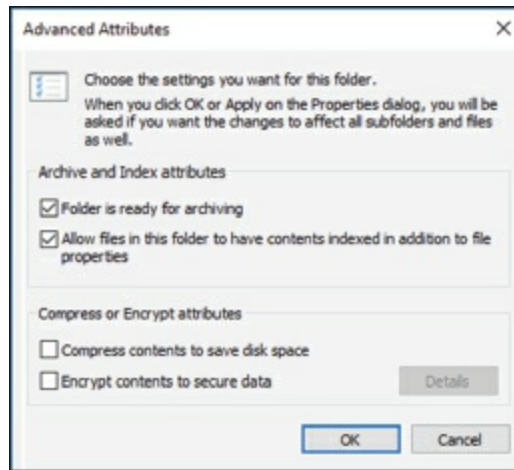 Advanced Attributes
Choose the settings you want for this folder.
When you click OK or Apply on the Properties dialog, you will be
asked if you want the changes to affect all subfolders and files
as well.
Archive and Index attributes
Folder is ready for archiving
Allow files in this folder to have contents indexed in addition to file
properties
Compress or Encrypt attributes
Compress contents to save disk space
Encrypt contents to secure data
Details
OK
Cancel